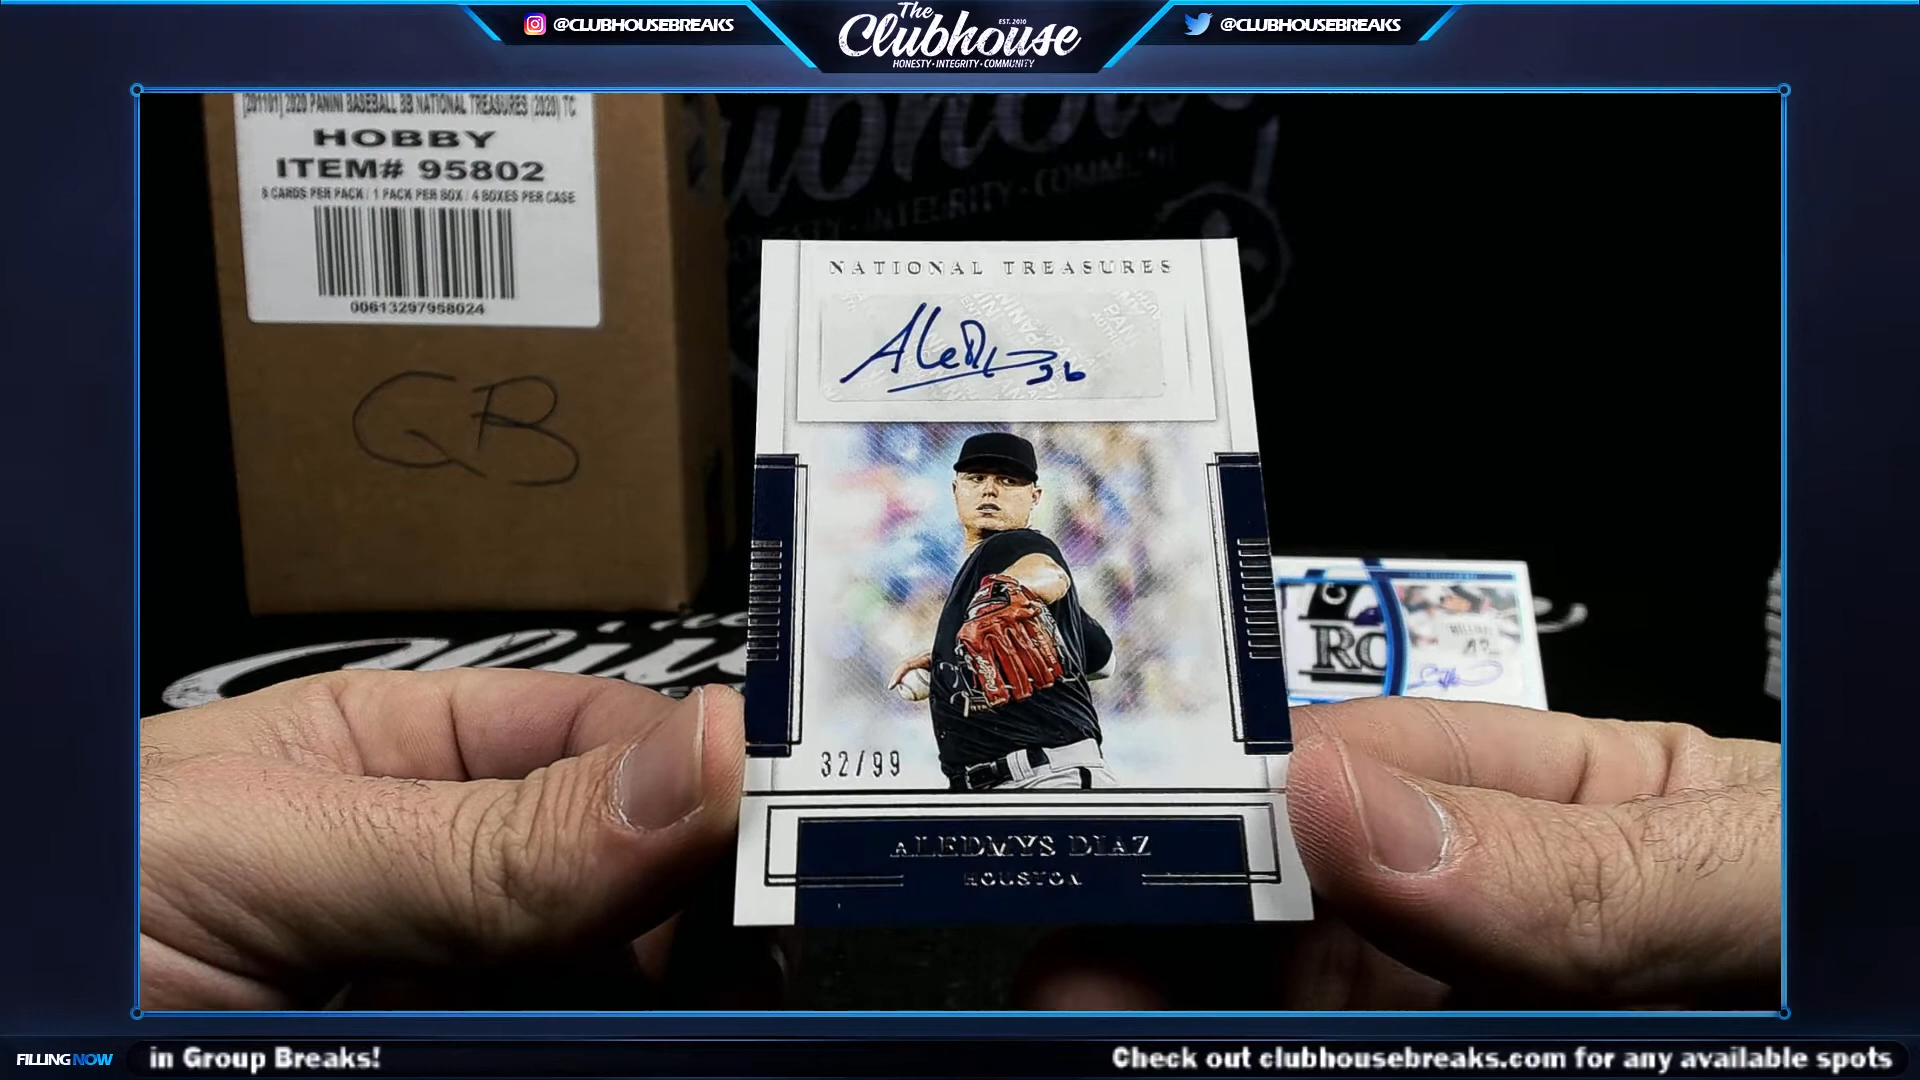 @CLUBHOUSEBREAKS
The
Clubhouse
EST. 2010
HONESTY·INTEGRITY·COMMUNITY
@CLUBHOUSEBREAKS
[201101] 2020 PANINI BASEBALL BB NATIONAL TREASURES (2020) TC
HOBBY
ITEM# 95802
8 CARDS PER PACK / 1 PACK PER BOX / 4 BOXES PER CASE
00613297958024
GB
NATIONAL TREASURES
36
32/99
ALEDMYS DIAZ
HOUSTON
FILLING NOW
in Group Breaks!
Check out clubhousebreaks.com for any available spots